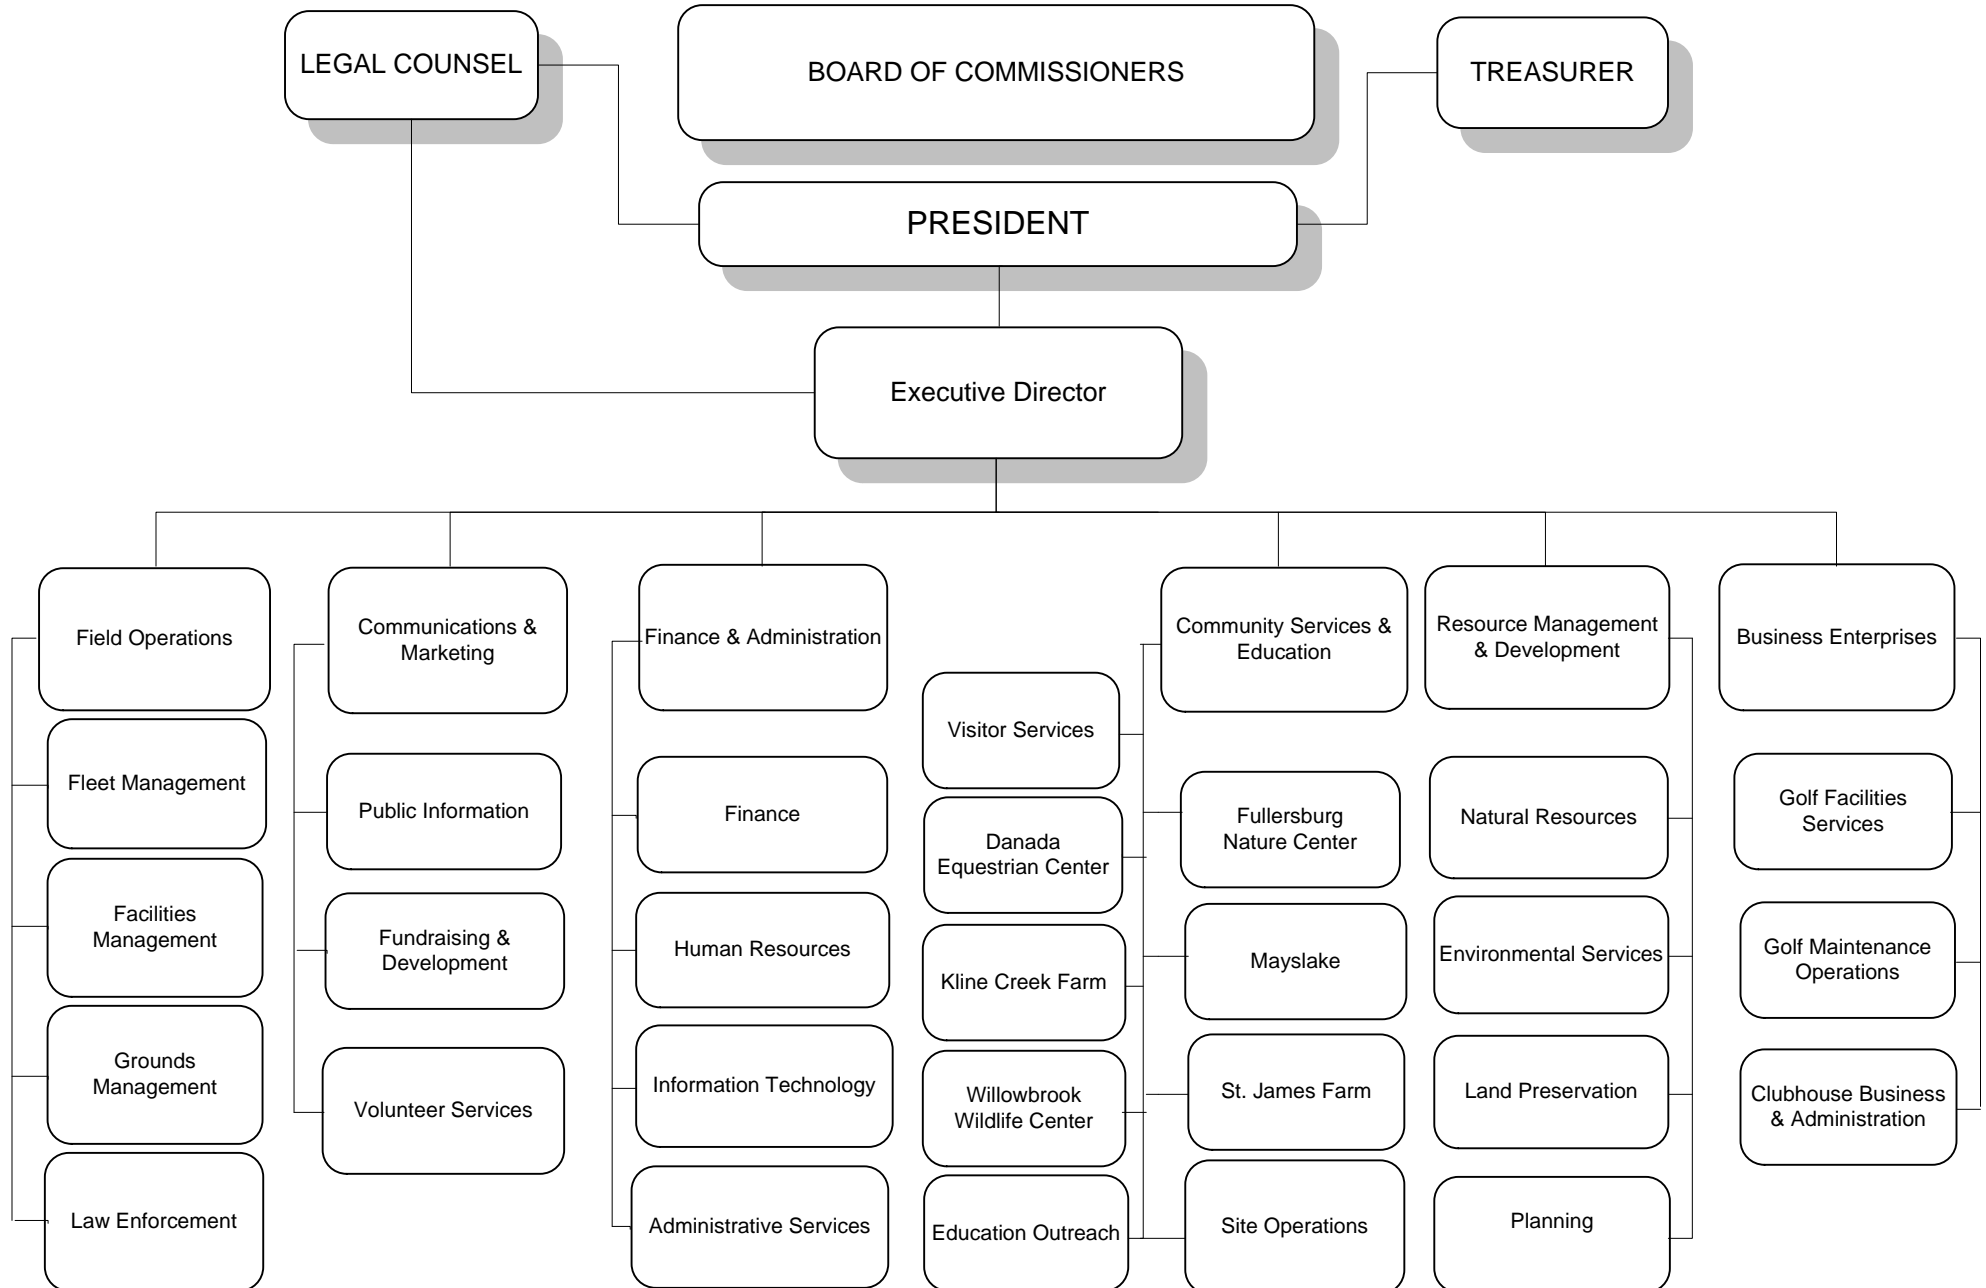 LEGAL COUNSEL
BOARD OF COMMISSIONERS
TREASURER
PRESIDENT
Executive Director
Field Operations
Fleet Management
Facilities
Management
Grounds
Management
Law Enforcement
Communications &
Marketing
Public Information
Fundraising &
Development
Volunteer Services
Finance & Administration
Finance
Human Resources
Information Technology
Administrative Services
Community Services &
Education
Visitor Services
Danada
Equestrian Center
Kline Creek Farm
Willowbrook
Wildlife Center
Education Outreach
Fullersburg
Nature Center
Mayslake
St. James Farm
Site Operations
Resource Management
& Development
Natural Resources
Environmental Services
Land Preservation
Planning
Business Enterprises
Golf Facilities
Services
Golf Maintenance
Operations
Clubhouse Business
& Administration